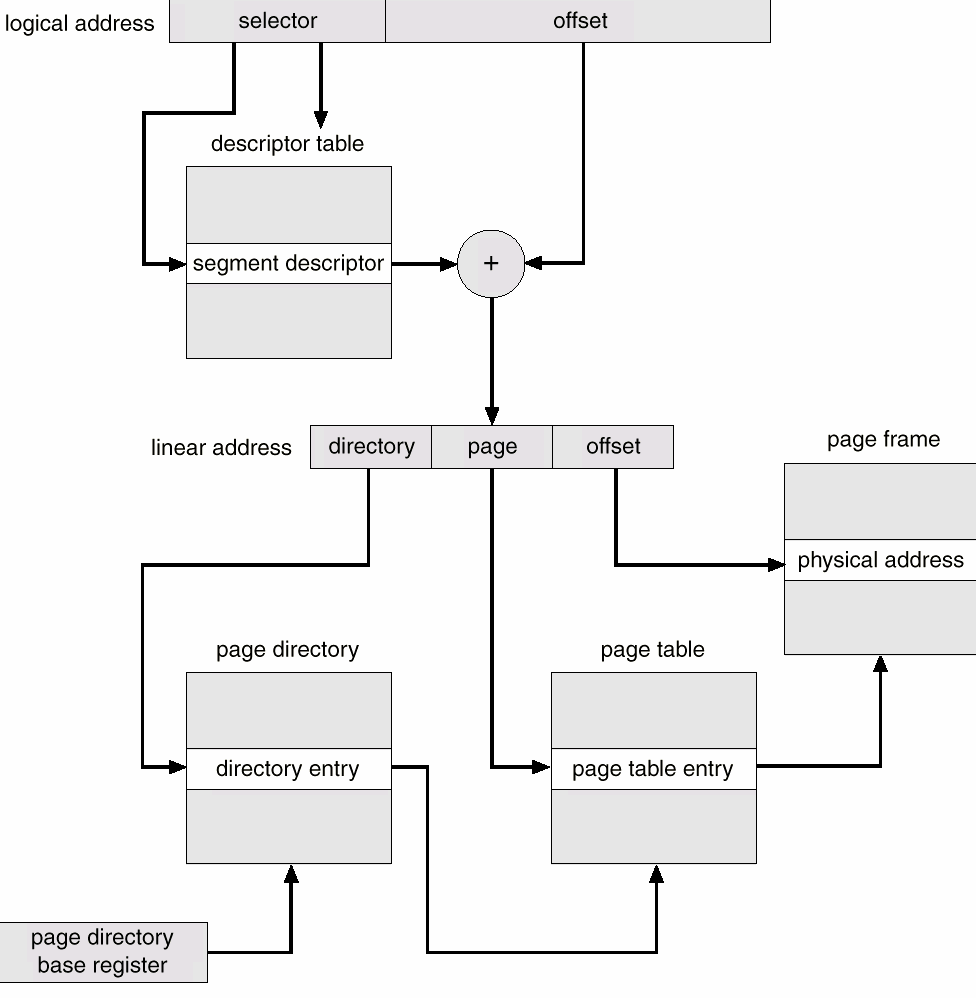 logical address
selector
offset
descriptor table
segment descriptor
+
linear address
directory
page
offset
page frame
physical address
page directory
page table
directory entry
page table entry
page directory
base register